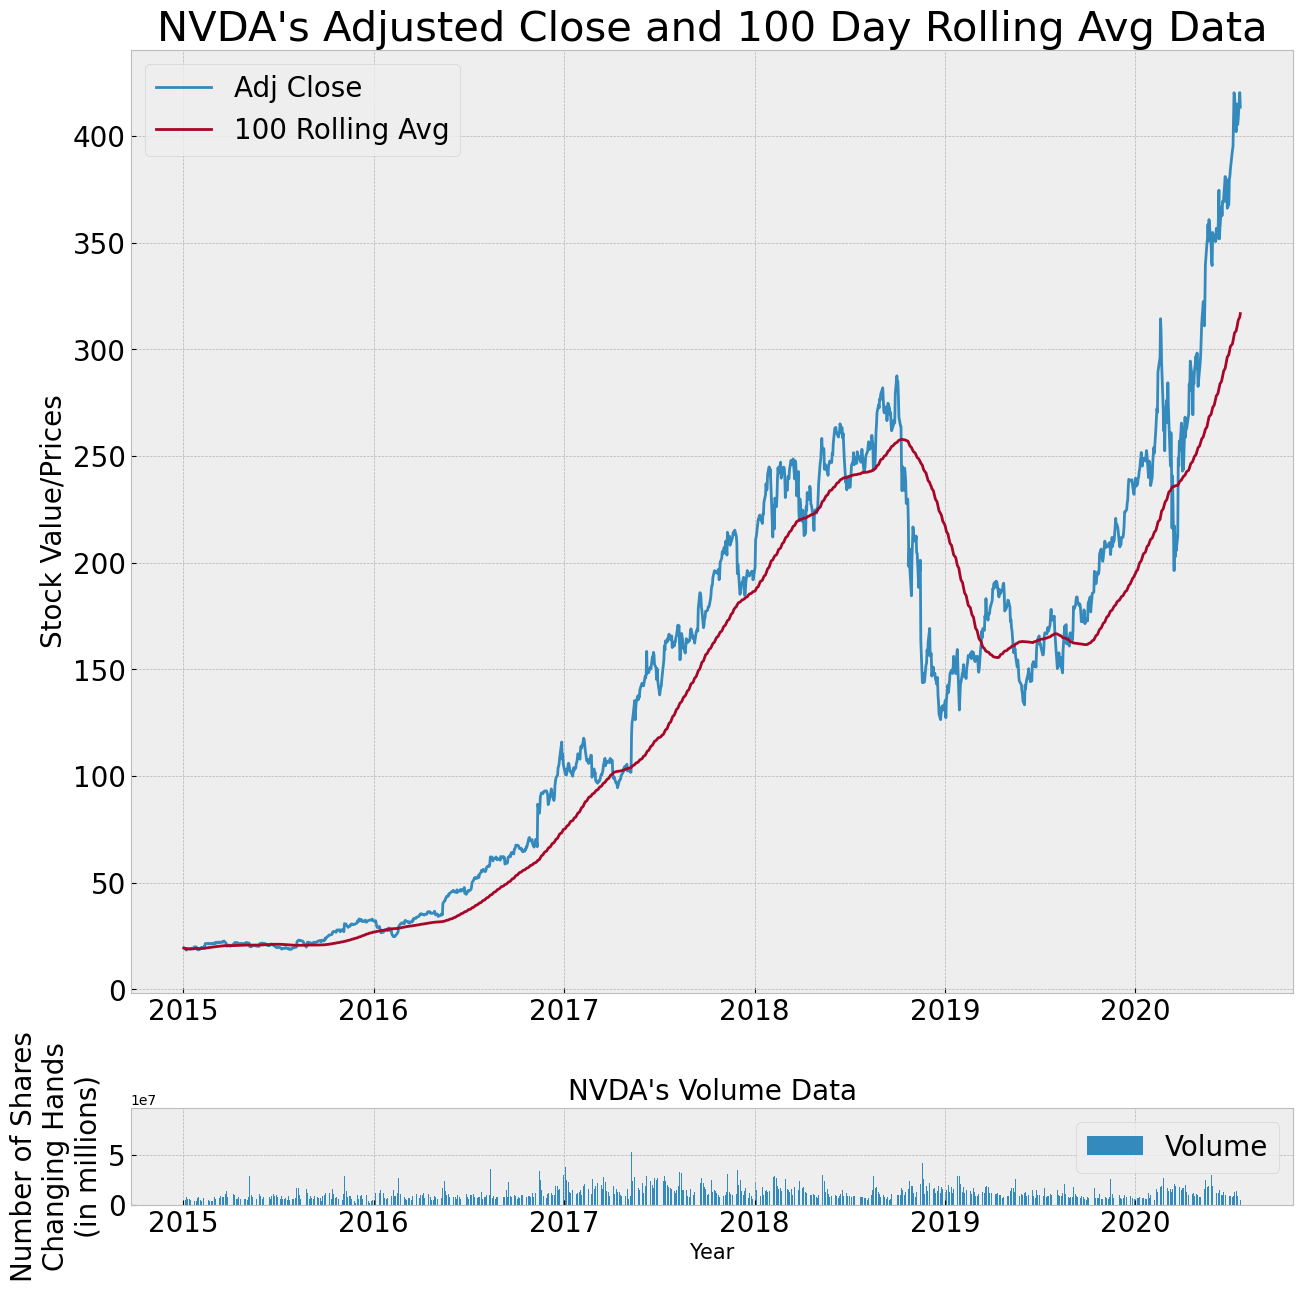 NVDA's Adjusted Close and 100 Day Rolling Avg Data
Adj Close
100 Rolling Avg
Stock Value/Prices
400
350
300
250
200
150
100
50
0
2015 2016 2017 2018 2019 2020
NVDA's Volume Data
1e7
Number of Shares
Changing Hands
(in millions)
Volume
5
0
2015 2016 2017 2018 2019 2020
Year